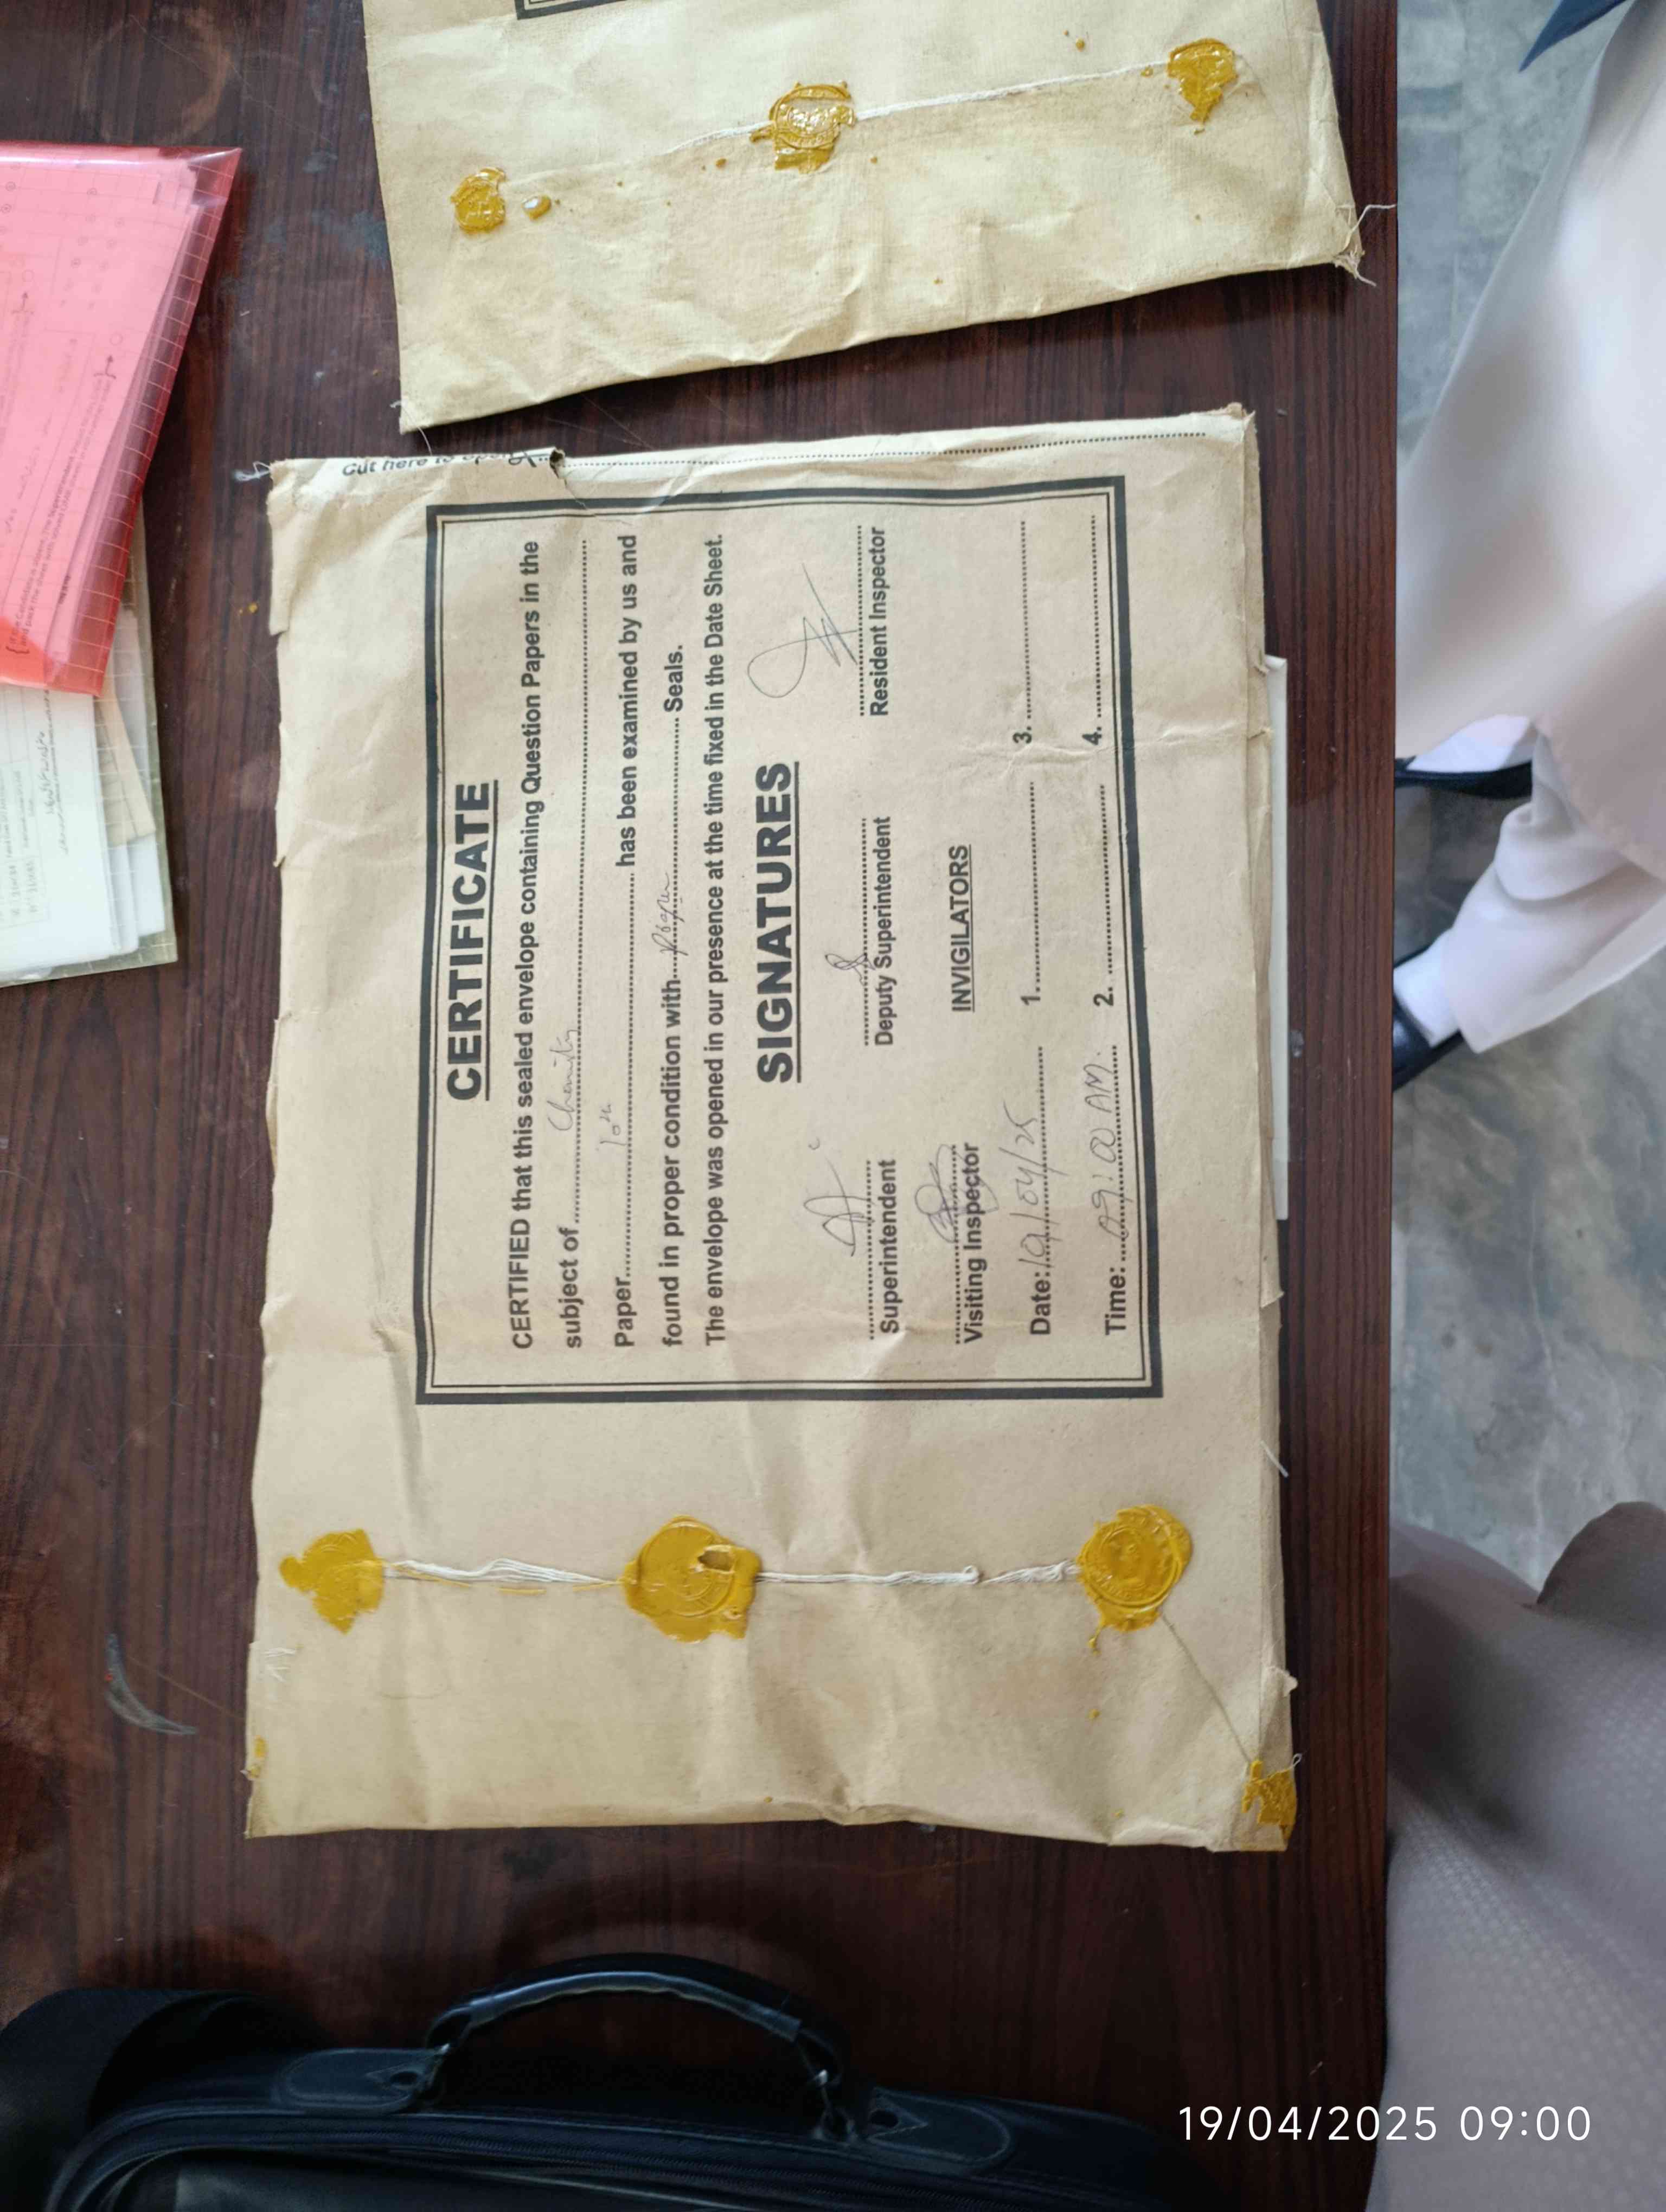 Cut here to open
CERTIFICATE
CERTIFIED that this sealed envelope containing Question Papers in the
subject of Chemistry
Paper 10th has been examined by us and
found in proper condition with Proper Seals.
The envelope was opened in our presence at the time fixed in the Date Sheet.
SIGNATURES
Superintendent Deputy Superintendent Resident Inspector
Visiting Inspector INVIGILATORS
Date: 19/04/25 1. 3.
Time: 09:00 AM. 2. 4.
19/04/2025 09:00